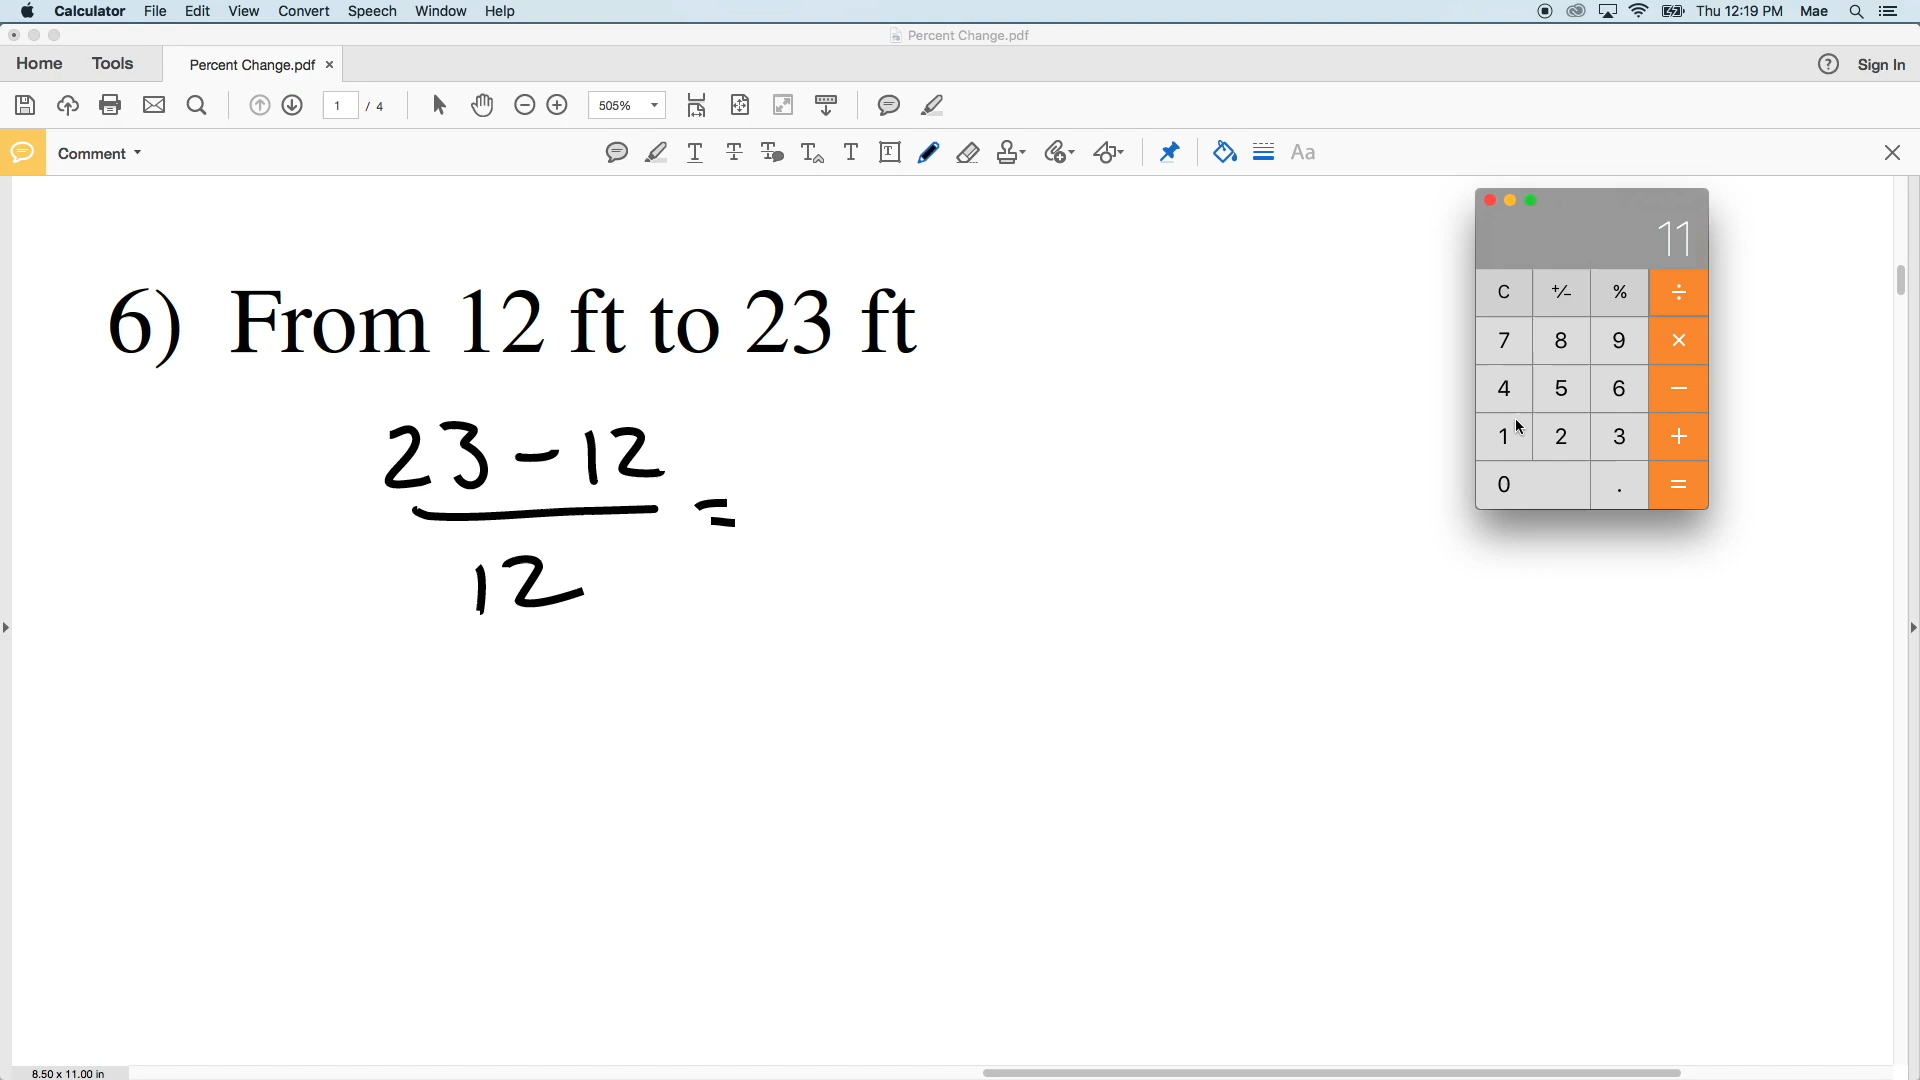 Calculator File Edit View Convert Speech Window Help Thu 12:19 PM Mae
Percent Change.pdf
Home Tools Percent Change.pdf × ? Sign In
1 / 4 505%
Comment T T T T T T Aa
6) From 12 ft to 23 ft
23 - 12
=
12
11
C +/- % ÷
7 8 9 ×
4 5 6 −
1 2 3 +
0 . =
8.50 x 11.00 in